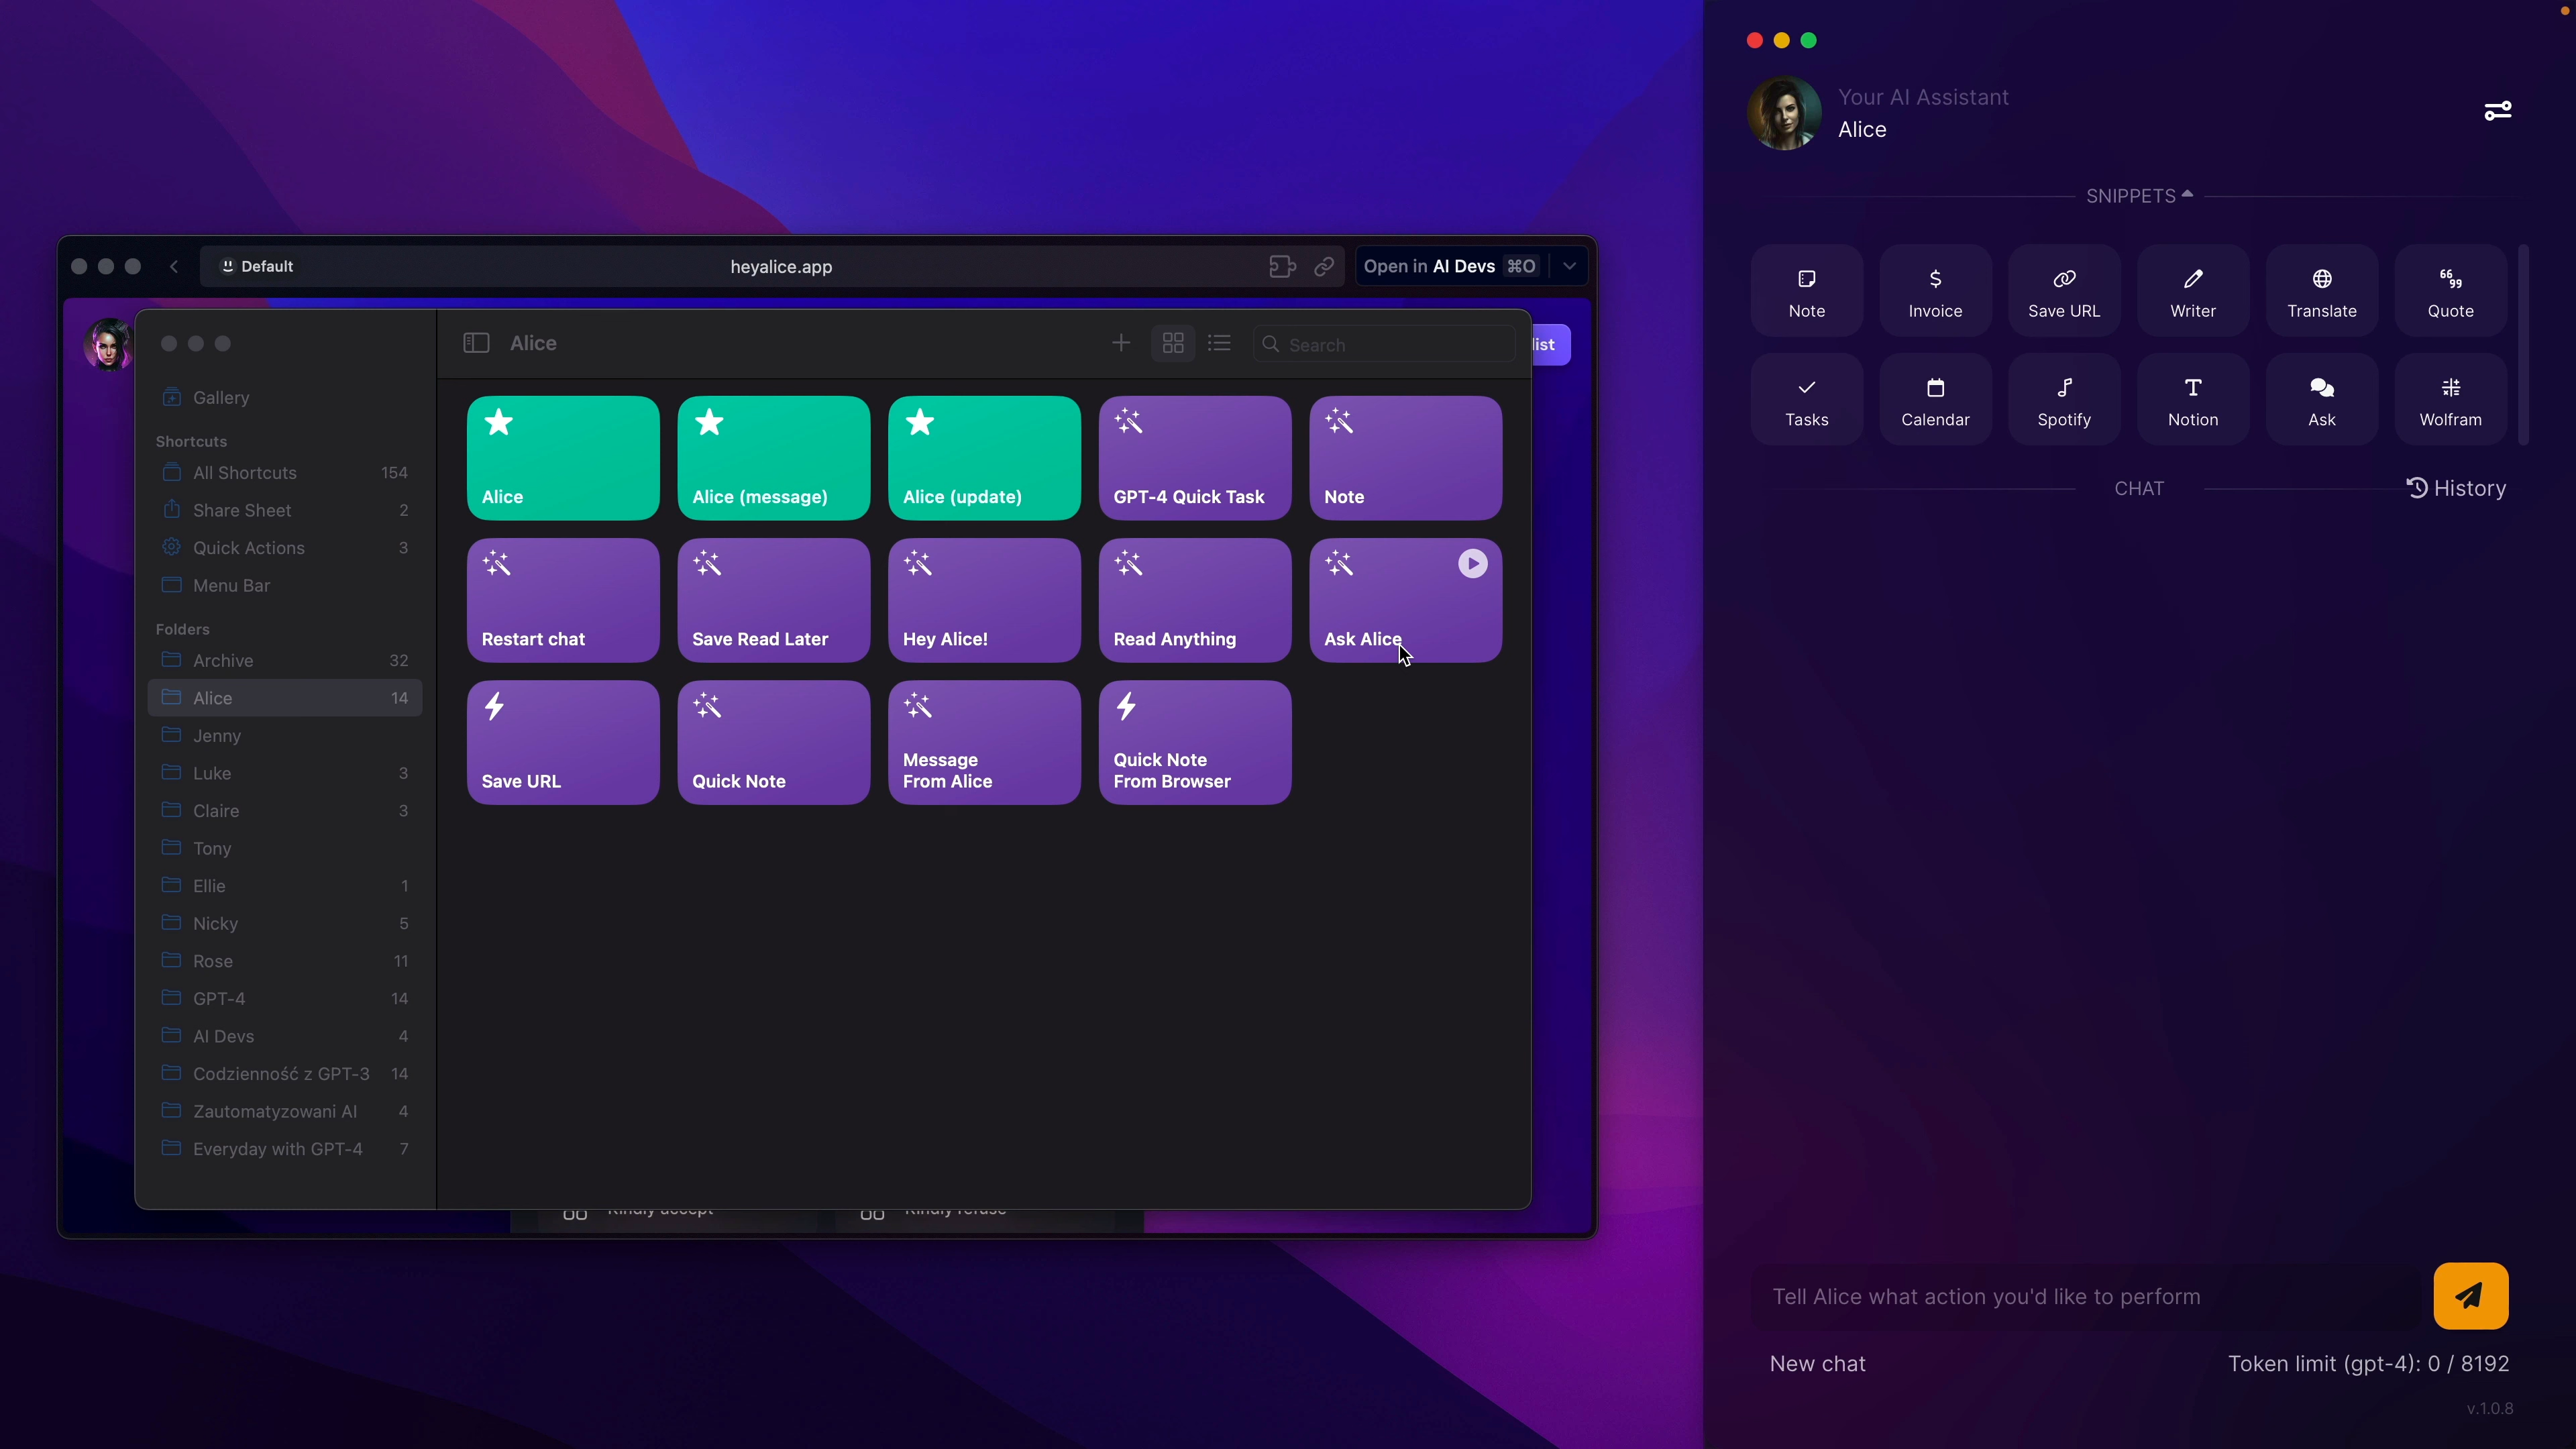 Default
heyalice.app
Open in AI Devs ⌘O
list
Gallery
Shortcuts
All Shortcuts 154
Share Sheet 2
Quick Actions 3
Menu Bar
Folders
Archive 32
Alice 14
Jenny
Luke 3
Claire 3
Tony
Ellie 1
Nicky 5
Rose 11
GPT-4 14
AI Devs 4
Codzienność z GPT-3 14
Zautomatyzowani AI 4
Everyday with GPT-4 7
Alice
Search
Alice
Alice (message)
Alice (update)
GPT-4 Quick Task
Note
Restart chat
Save Read Later
Hey Alice!
Read Anything
Ask Alice
Save URL
Quick Note
Message
From Alice
Quick Note
From Browser
Kindly accept
Kindly refuse
Your AI Assistant
Alice
SNIPPETS
Note
Invoice
Save URL
Writer
Translate
Quote
Tasks
Calendar
Spotify
Notion
Ask
Wolfram
CHAT
History
Tell Alice what action you'd like to perform
New chat
Token limit (gpt-4): 0 / 8192
v.1.0.8